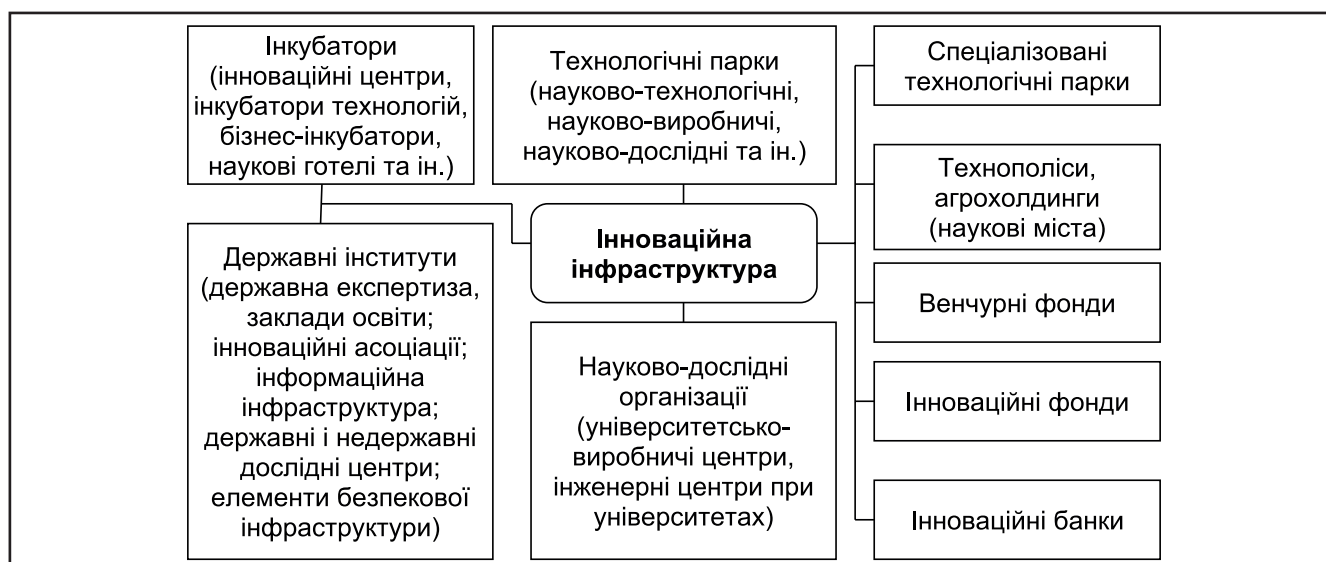 Інкубатори
(інноваційні центри,
інкубатори технологій,
бізнес-інкубатори,
наукові готелі та ін.)
Технологічні парки
(науково-технологічні,
науково-виробничі,
науково-дослідні та ін.)
Спеціалізовані
технологічні парки
Технополіси,
агрохолдинги
(наукові міста)
Інноваційна
інфраструктура
Державні інститути
(державна експертиза,
заклади освіти;
інноваційні асоціації;
інформаційна
інфраструктура;
державні і недержавні
дослідні центри;
елементи безпекової
інфраструктури)
Науково-дослідні
організації
(університетсько-
виробничі центри,
інженерні центри при
університетах)
Венчурні фонди
Інноваційні фонди
Інноваційні банки